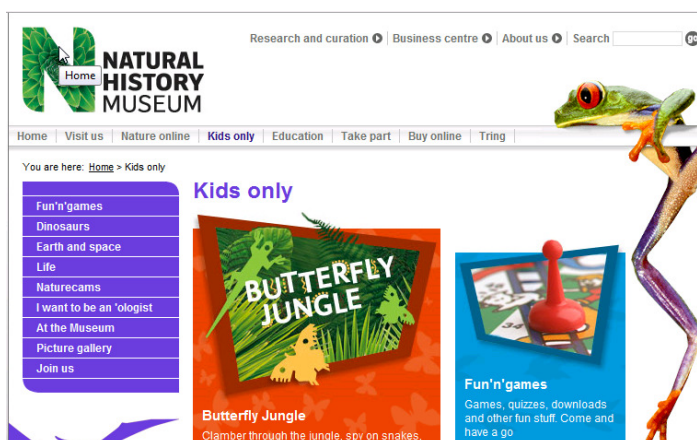 Research and curation Business centre About us Search go
Home
NATURAL
HISTORY
MUSEUM
Home Visit us Nature online Kids only Education Take part Buy online Tring
You are here: Home > Kids only
Kids only
Fun'n'games
Dinosaurs
Earth and space
Life
Naturecams
I want to be an 'ologist
At the Museum
Picture gallery
Join us
BUTTERFLY
JUNGLE
Butterfly Jungle
Clamber through the jungle, spy on snakes,
34
Fun'n'games
Games, quizzes, downloads
and other fun stuff. Come and
have a go